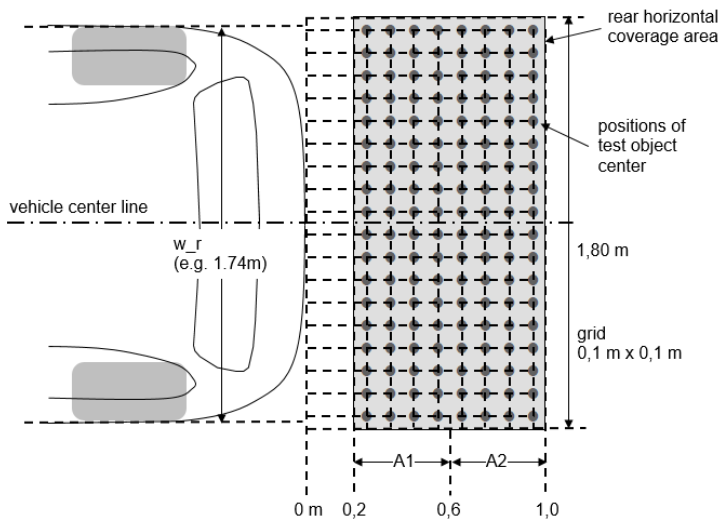 rear horizontal
coverage area
positions of
test object
center
vehicle center line
w_r
(e.g. 1.74m)
1,80 m
grid
0,1 m x 0,1 m
A1
A2
0 m
0,2
0,6
1,0